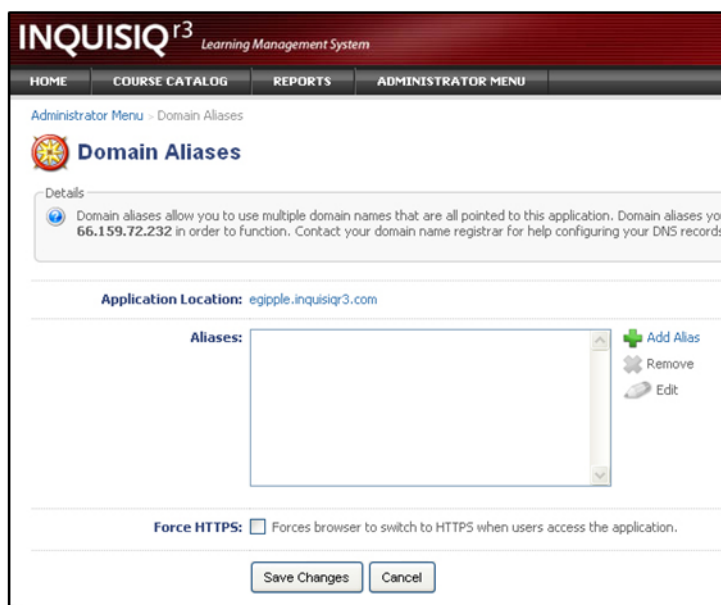 INQUISIQ r3 Learning Management System
HOME COURSE CATALOG REPORTS ADMINISTRATOR MENU
Administrator Menu > Domain Aliases
Domain Aliases
Details
Domain aliases allow you to use multiple domain names that are all pointed to this application. Domain aliases
66.159.72.232 in order to function. Contact your domain name registrar for help configuring your DNS records
Application Location: egipple.inquisiqr3.com
Aliases:
Add Alias
Remove
Edit
Force HTTPS: Forces browser to switch to HTTPS when users access the application.
Save Changes Cancel